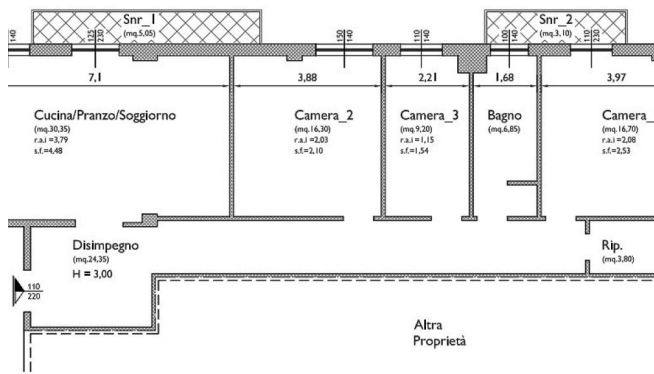 Snr_1
(mq.5,05)
Snr_2
(mq.3,10)
140
125
230
150
140
110
140
100
140
110
230
7,1
3,88
2,21
1,68
3,97
Cucina/Pranzo/Soggiorno
(mq.30,35)
r.a.i =3,79
s.f.=4,48
Camera_2
(mq.16,30)
r.a.i =2,03
s.f.=2,10
Camera_3
(mq.9,20)
r.a.i =1,15
s.f.=1,54
Bagno
(mq.6,85)
Camera_
(mq.16,70)
r.a.i =2,08
s.f.=2,53
Disimpegno
(mq.24,35)
H = 3,00
Rip.
(mq.3,80)
110
220
Altra
Proprietà